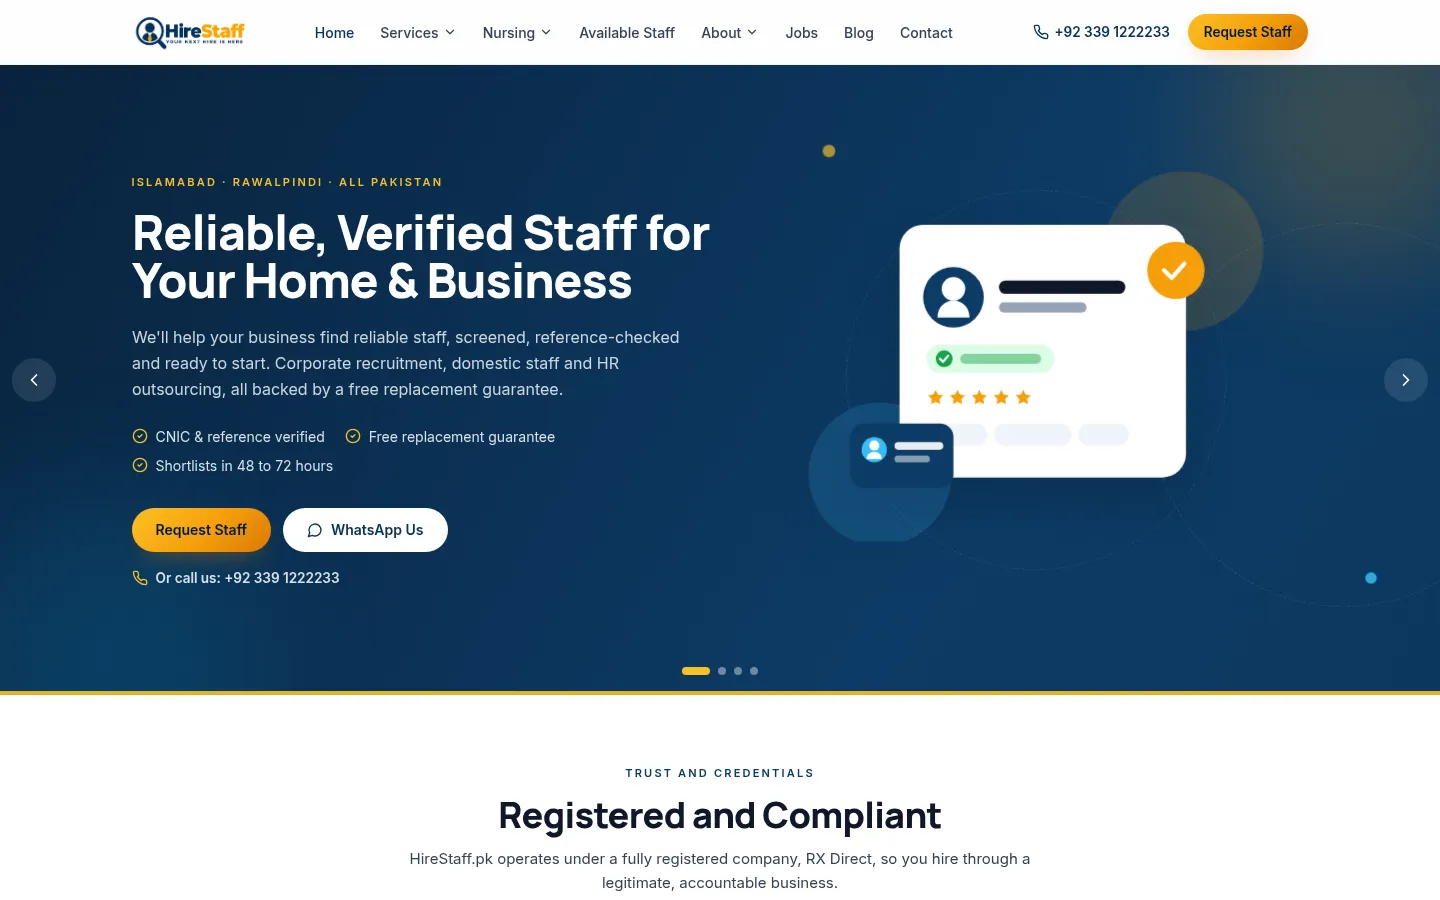 HireStaff
YOUR NEXT HIRE IS HERE
Home
Services
Nursing
Available Staff
About
Jobs
Blog
Contact
+92 339 1222233
Request Staff
ISLAMABAD · RAWALPINDI · ALL PAKISTAN
Reliable, Verified Staff for
Your Home & Business
We'll help your business find reliable staff, screened, reference-checked
and ready to start. Corporate recruitment, domestic staff and HR
outsourcing, all backed by a free replacement guarantee.
CNIC & reference verified
Free replacement guarantee
Shortlists in 48 to 72 hours
Request Staff
WhatsApp Us
Or call us: +92 339 1222233
TRUST AND CREDENTIALS
Registered and Compliant
HireStaff.pk operates under a fully registered company, RX Direct, so you hire through a
legitimate, accountable business.